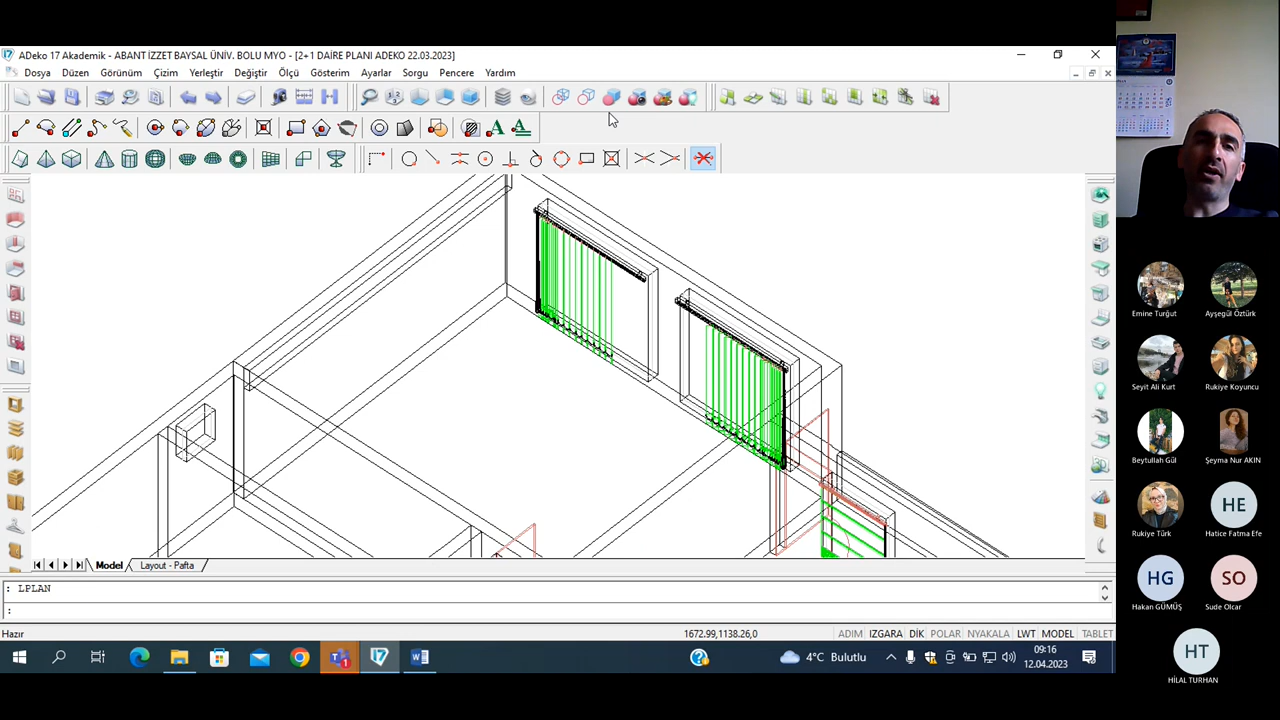 ADeko 17 Akademik - ABANT İZZET BAYSAL ÜNİV. BOLU MYO - [2+1 DAİRE PLANI ADEKO 22.03.2023]
Dosya Düzen Görünüm Çizim Yerleştir Değiştir Ölçü Gösterim Ayarlar Sorgu Pencere Yardım
Emine Turğut
Ayşegül Öztürk
Seyit Ali Kurt
Rukiye Koyuncu
Beytullah Gül
Şeyma Nur AKIN
HE
Rukiye Türk
Hatice Fatma Efe
HG
SO
Hakan GÜMÜŞ
Sude Olcar
HT
HİLAL TURHAN
Model
Layout - Pafta
: LPLAN
:
Hazır
1672.99,1138.26,0
ADIM IZGARA DİK POLAR NYAKALA LWT MODEL TABLET
4°C Bulutlu
09:16
12.04.2023